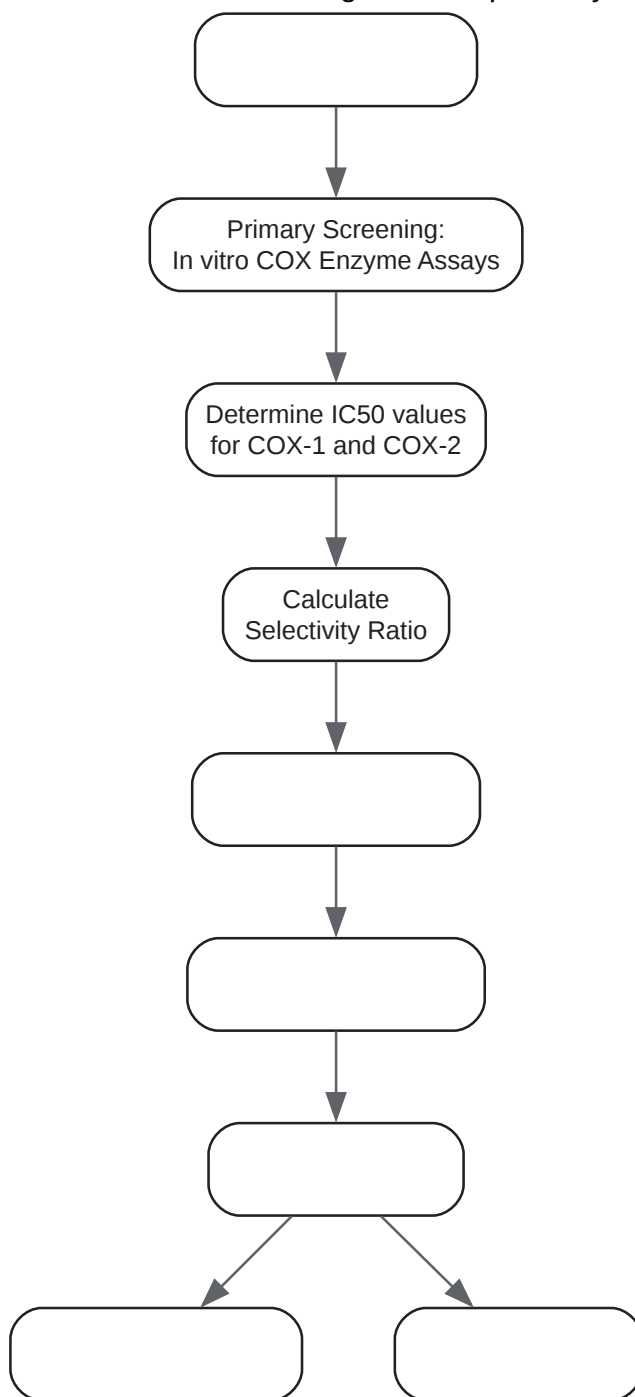 Primary Screening:
In vitro COX Enzyme Assays
Determine IC50 values
for COX-1 and COX-2
Calculate
Selectivity Ratio